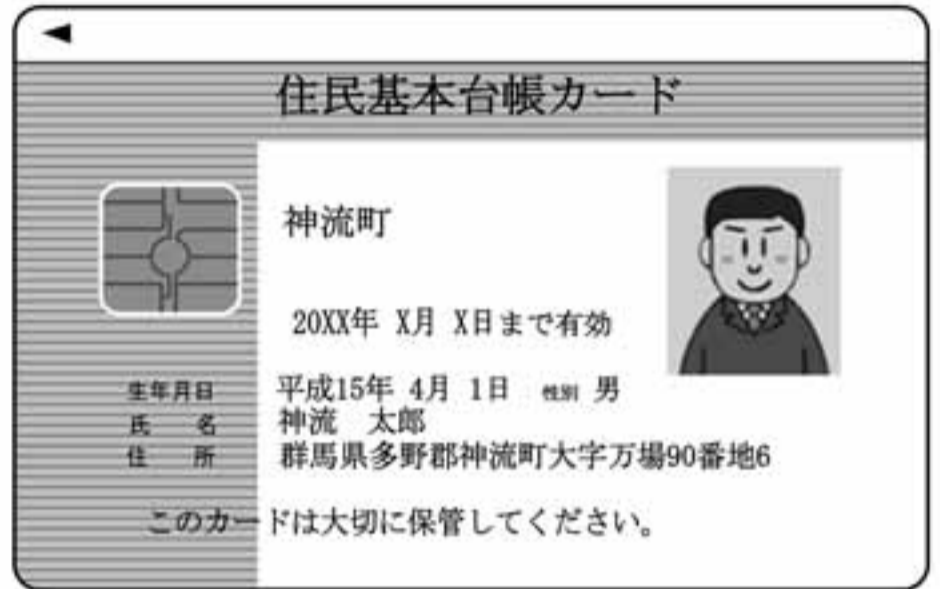 住民基本台帳カード
神流町
20XX年 X月 X日まで有効
生年月日 平成15年 4月 1日 性別 男
氏 名 神流 太郎
住 所 群馬県多野郡神流町大字万場90番地6
このカードは大切に保管してください。